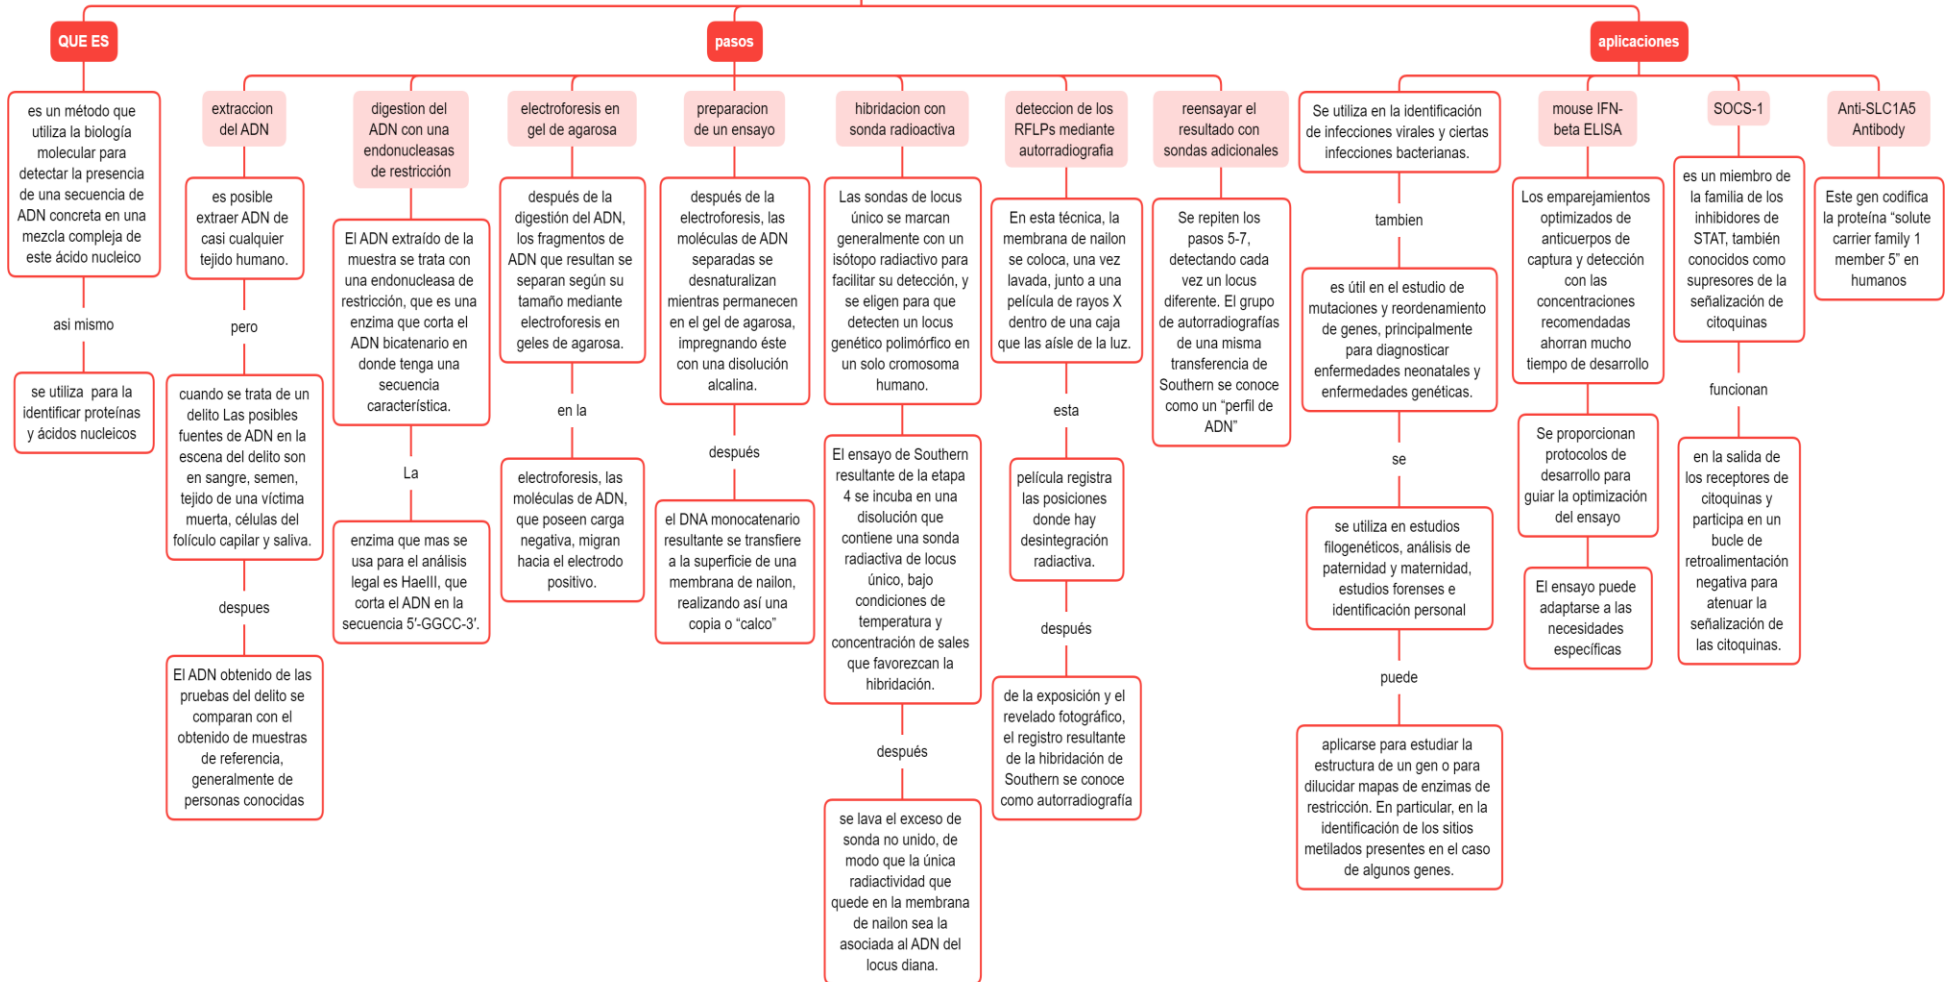 QUE ES
es un método que
utiliza la biología
molecular para
detectar la presencia
de una secuencia de
ADN concreta en una
mezcla compleja de
este ácido nucleico
asi mismo
se utiliza para la
identificar proteínas
y ácidos nucleicos
pasos
extraccion
del ADN
es posible
extraer ADN de
casi cualquier
tejido humano.
pero
cuando se trata de un
delito Las posibles
fuentes de ADN en la
escena del delito son
en sangre, semen,
tejido de una víctima
muerta, células del
folículo capilar y saliva.
despues
El ADN obtenido de las
pruebas del delito se
comparan con el
obtenido de muestras
de referencia,
generalmente de
personas conocidas
digestion del
ADN con una
endonucleasas
de restricción
El ADN extraído de la
muestra se trata con
una endonucleasa de
restricción, que es una
enzima que corta el
ADN bicatenario en
donde tenga una
secuencia
característica.
La
enzima que mas se
usa para el análisis
legal es HaeIII, que
corta el ADN en la
secuencia 5′-GGCC-3′.
electroforesis en
gel de agarosa
después de la
digestión del ADN,
los fragmentos de
ADN que resultan se
separan según su
tamaño mediante
electroforesis en
geles de agarosa.
en la
electroforesis, las
moléculas de ADN,
que poseen carga
negativa, migran
hacia el electrodo
positivo.
preparacion
de un ensayo
después de la
electroforesis, las
moléculas de ADN
separadas se
desnaturalizan
mientras permanecen
en el gel de agarosa,
impregnando éste
con una disolución
alcalina.
después
el DNA monocatenario
resultante se transfiere
a la superficie de una
membrana de nailon,
realizando así una
copia o “calco”
hibridacion con
sonda radioactiva
Las sondas de locus
único se marcan
generalmente con un
isótopo radiactivo para
facilitar su detección, y
se eligen para que
detecten un locus
genético polimórfico en
un solo cromosoma
humano.
El ensayo de Southern
resultante de la etapa
4 se incuba en una
disolución que
contiene una sonda
radiactiva de locus
único, bajo
condiciones de
temperatura y
concentración de sales
que favorezcan la
hibridación.
después
se lava el exceso de
sonda no unido, de
modo que la única
radiactividad que
quede en la membrana
de nailon sea la
asociada al ADN del
locus diana.
deteccion de los
RFLPs mediante
autorradiografia
En esta técnica, la
membrana de nailon
se coloca, una vez
lavada, junto a una
película de rayos X
dentro de una caja
que las aísle de la luz.
esta
película registra
las posiciones
donde hay
desintegración
radiactiva.
después
de la exposición y el
revelado fotográfico,
el registro resultante
de la hibridación de
Southern se conoce
como autorradiografía
reensayar el
resultado con
sondas adicionales
Se repiten los
pasos 5-7,
detectando cada
vez un locus
diferente. El grupo
de autorradiografías
de una misma
transferencia de
Southern se conoce
como un “perfil de
ADN”
aplicaciones
Se utiliza en la identificación
de infecciones virales y ciertas
infecciones bacterianas.
tambien
es útil en el estudio de
mutaciones y reordenamiento
de genes, principalmente
para diagnosticar
enfermedades neonatales y
enfermedades genéticas.
se
se utiliza en estudios
filogenéticos, análisis de
paternidad y maternidad,
estudios forenses e
identificación personal
puede
aplicarse para estudiar la
estructura de un gen o para
dilucidar mapas de enzimas de
restricción. En particular, en la
identificación de los sitios
metilados presentes en el caso
de algunos genes.
mouse IFN-
beta ELISA
Los emparejamientos
optimizados de
anticuerpos de
captura y detección
con las
concentraciones
recomendadas
ahorran mucho
tiempo de desarrollo
Se proporcionan
protocolos de
desarrollo para
guiar la optimización
del ensayo
El ensayo puede
adaptarse a las
necesidades
específicas
SOCS-1
es un miembro de
la familia de los
inhibidores de
STAT, también
conocidos como
supresores de la
señalización de
citoquinas
funcionan
en la salida de
los receptores de
citoquinas y
participa en un
bucle de
retroalimentación
negativa para
atenuar la
señalización de
las citoquinas.
Anti-SLC1A5
Antibody
Este gen codifica
la proteína “solute
carrier family 1
member 5” en
humanos